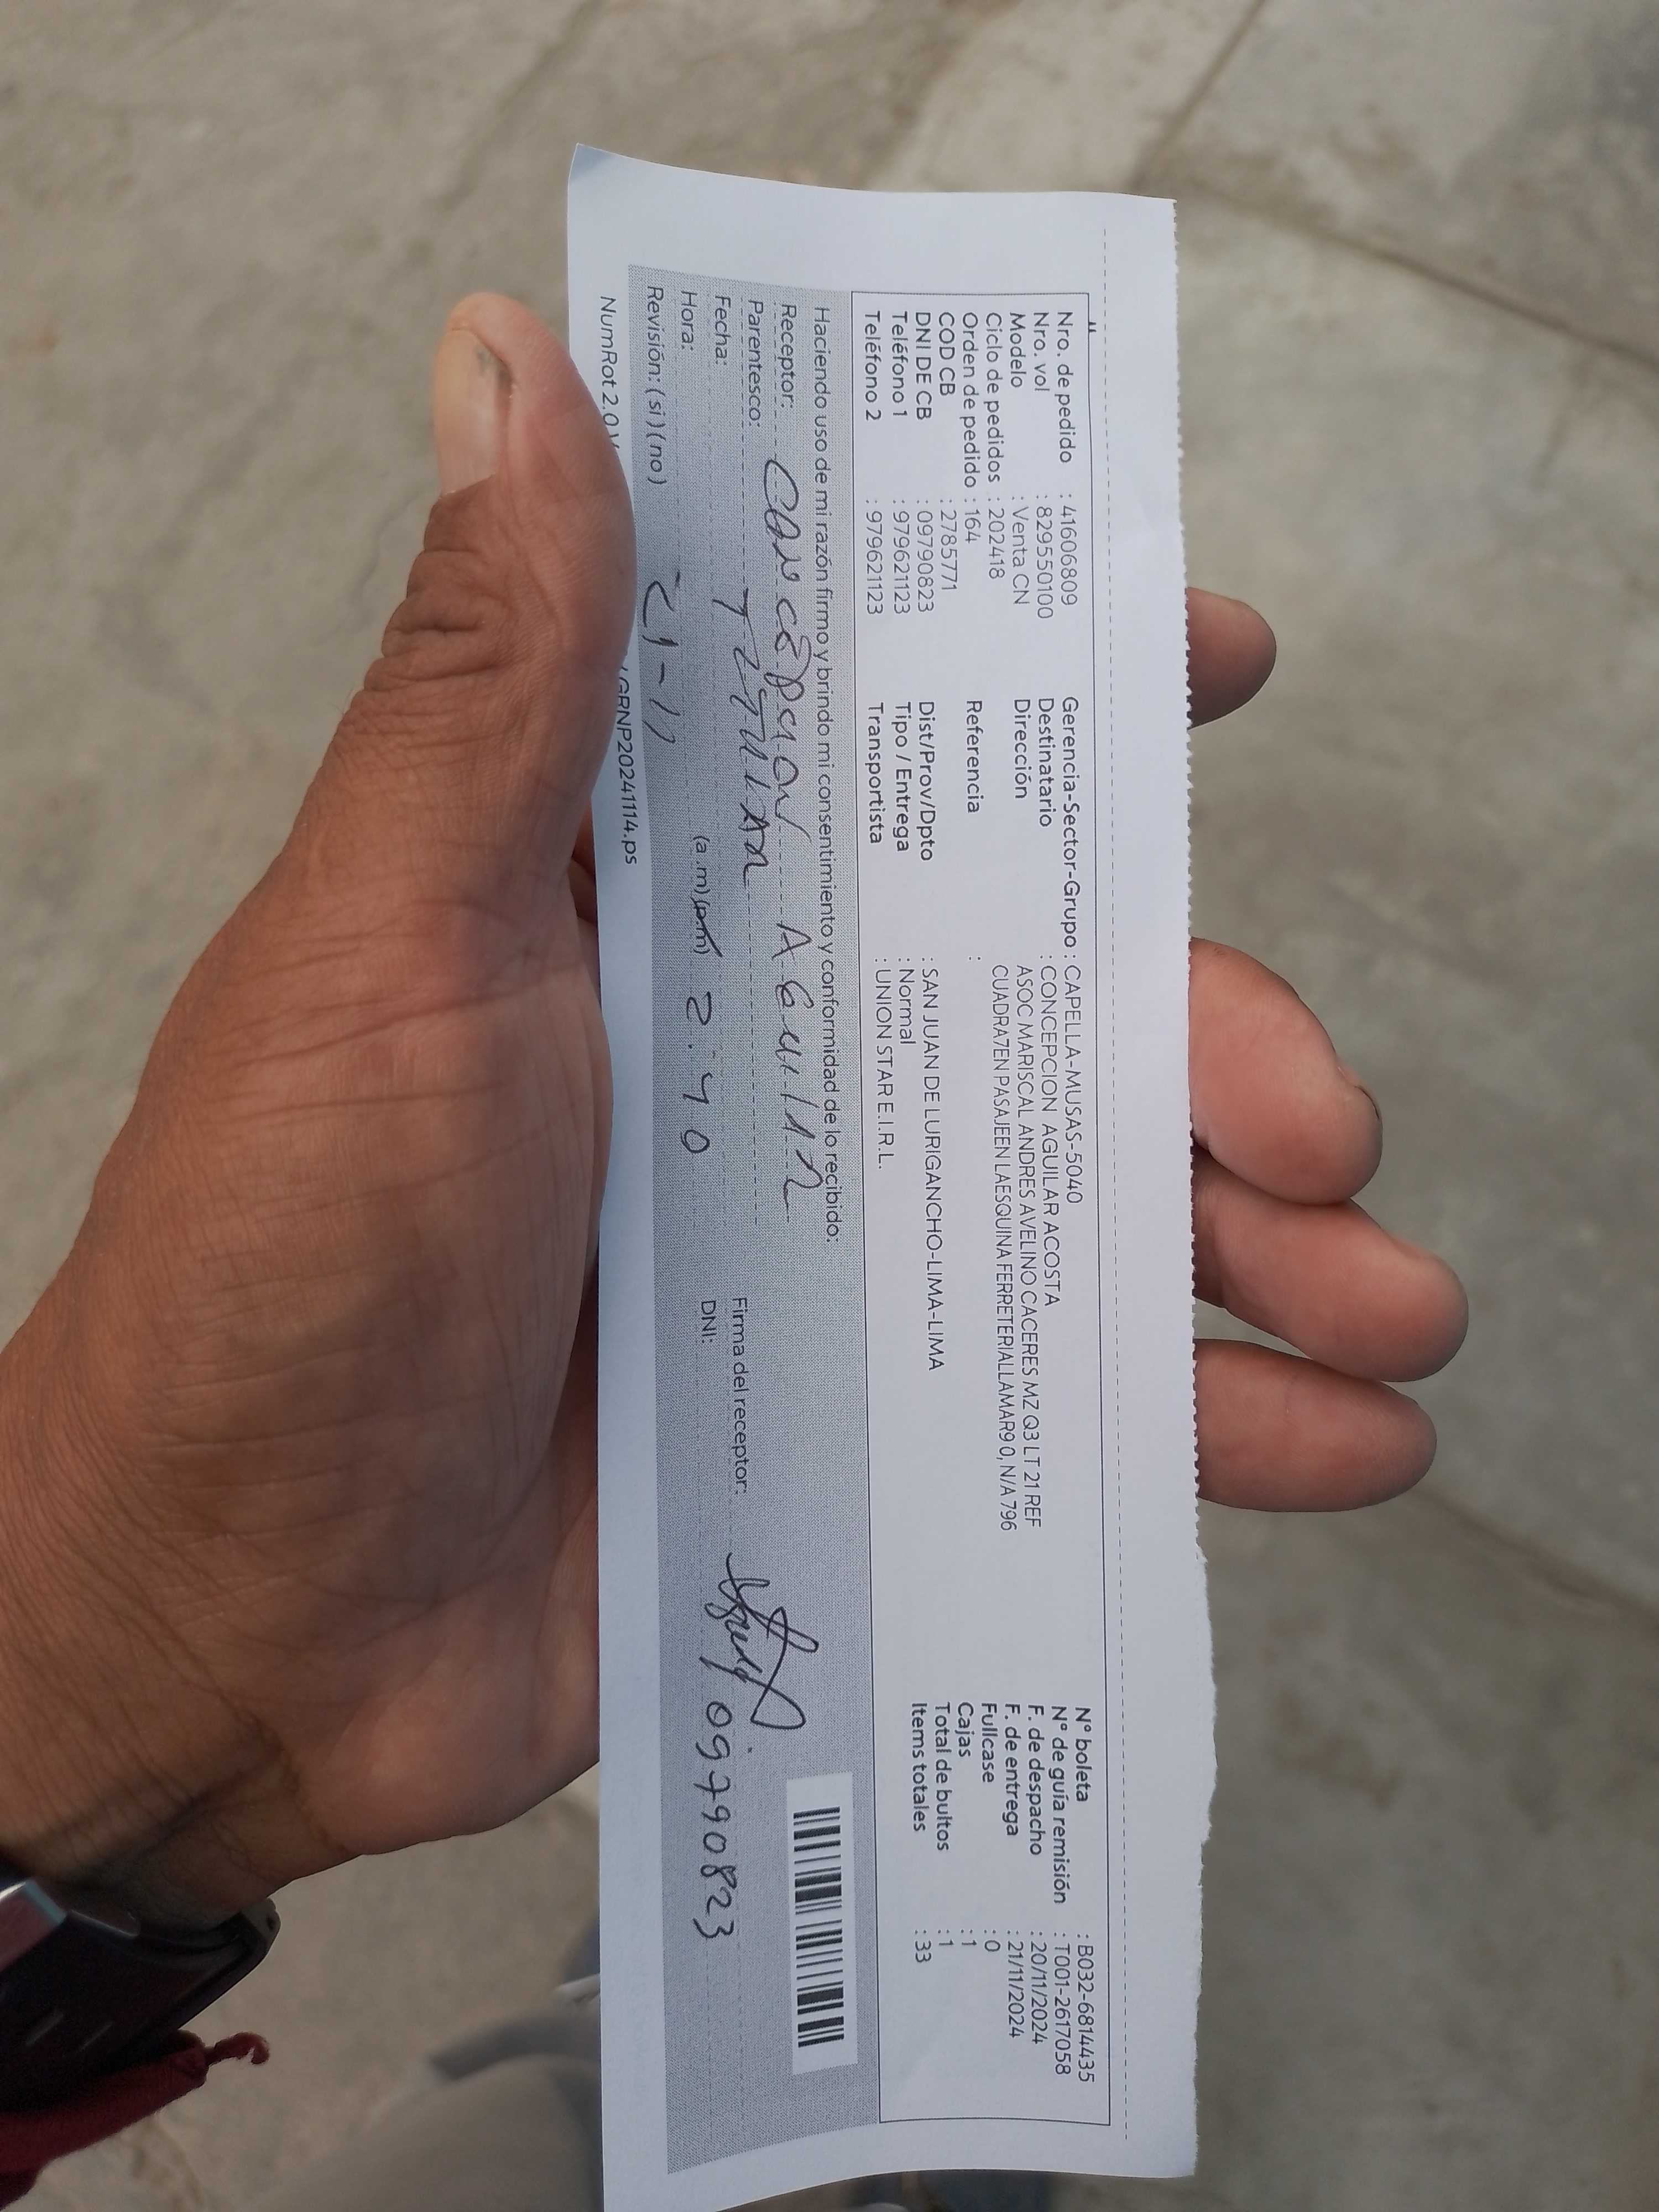 Nro. de pedido : 41606809
Nro. vol : 829550100
Modelo : Venta CN
Ciclo de pedidos : 202418
Orden de pedido : 164
COD CB : 2785771
DNI DE CB : 09790823
Teléfono 1 : 979621123
Teléfono 2 : 979621123
Gerencia-Sector-Grupo : CAPELLA-MUSAS-5040
Destinatario : CONCEPCION AGUILAR ACOSTA
Dirección ASOC MARISCAL ANDRES AVELINO CACERES MZ Q3 LT 21 REF
CUADRA7ENPASAJEENLAESQUINA FERRETERIALLAMAR9 0, N/A 796
Referencia :
Dist/Prov/Dpto : SAN JUAN DE LURIGANCHO-LIMA-LIMA
Tipo / Entrega : Normal
Transportista : UNION STAR E.I.R.L.
N° boleta : B032-6814435
N° de guía remisión : T001-2617058
F. de despacho : 20/11/2024
F. de entrega : 21/11/2024
Fullcase : 0
Cajas : 1
Total de bultos : 1
Items totales : 33
Haciendo uso de mi razón firmo y brindo mi consentimiento y conformidad de lo recibido:
Receptor: CONCEPCION AGUILAR
Parentesco: TITULAR
Fecha: 21-11
Hora: (a.m)(p.m) 2:40
Revisión: (si)(no)
Firma del receptor:
DNI: 09790823
NumRot 2.0
GRNP20241114.ps